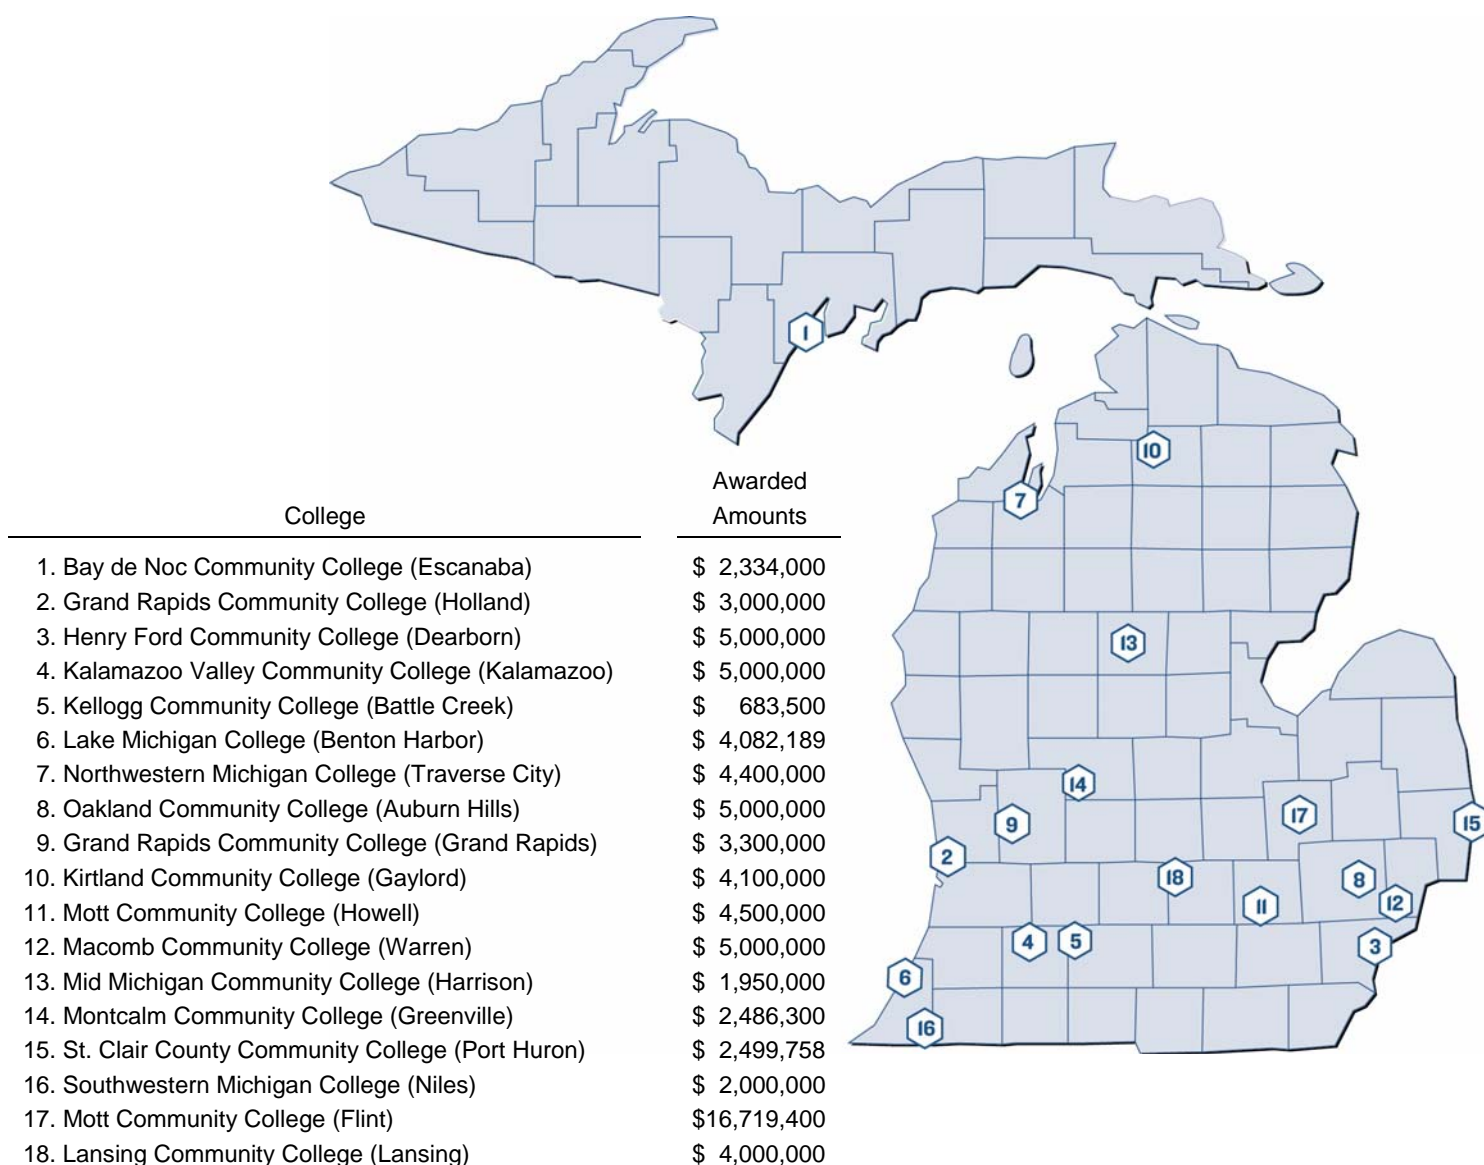 1
10
7
Awarded
College Amounts
1. Bay de Noc Community College (Escanaba) $ 2,334,000
2. Grand Rapids Community College (Holland) $ 3,000,000
3. Henry Ford Community College (Dearborn) $ 5,000,000
4. Kalamazoo Valley Community College (Kalamazoo) $ 5,000,000
5. Kellogg Community College (Battle Creek) $ 683,500
6. Lake Michigan College (Benton Harbor) $ 4,082,189
7. Northwestern Michigan College (Traverse City) $ 4,400,000
8. Oakland Community College (Auburn Hills) $ 5,000,000
9. Grand Rapids Community College (Grand Rapids) $ 3,300,000
10. Kirtland Community College (Gaylord) $ 4,100,000
11. Mott Community College (Howell) $ 4,500,000
12. Macomb Community College (Warren) $ 5,000,000
13. Mid Michigan Community College (Harrison) $ 1,950,000
14. Montcalm Community College (Greenville) $ 2,486,300
15. St. Clair County Community College (Port Huron) $ 2,499,758
16. Southwestern Michigan College (Niles) $ 2,000,000
17. Mott Community College (Flint) $16,719,400
18. Lansing Community College (Lansing) $ 4,000,000
13
14
17
15
9
2
18
8
12
11
4
5
3
6
16